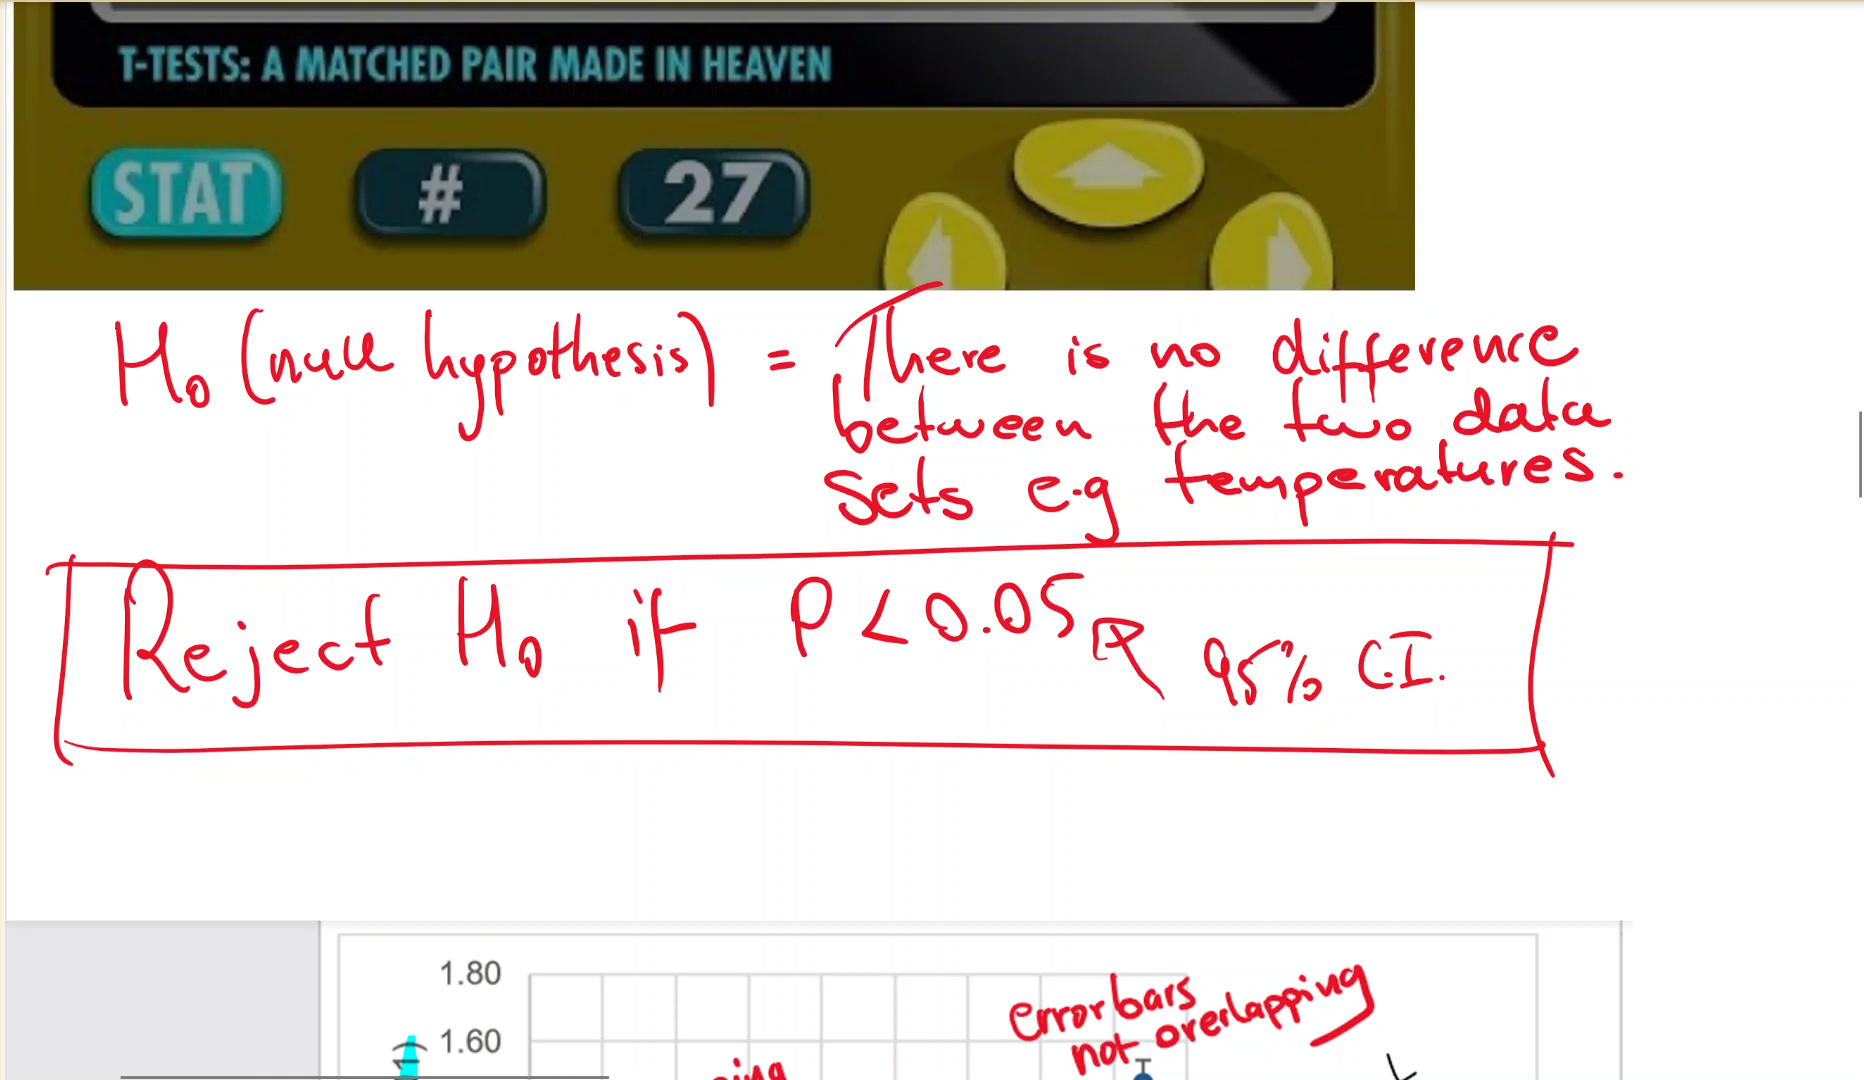 T-TESTS: A MATCHED PAIR MADE IN HEAVEN
STAT # 27
H₀ (null hypothesis) = There is no difference
between the two data
sets e.g temperatures.
Reject H₀ if P < 0.05 95% C.I.
1.80
error bars
not overlapping
1.60